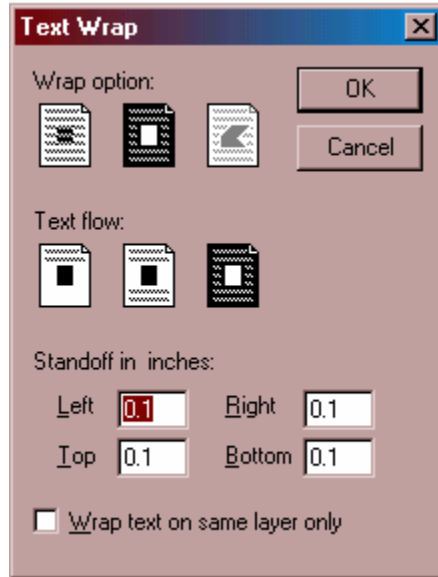 Text Wrap
Wrap option:
OK
Cancel
Text flow:
Standoff in inches:
Left 0.1 Right 0.1
Top 0.1 Bottom 0.1
Wrap text on same layer only